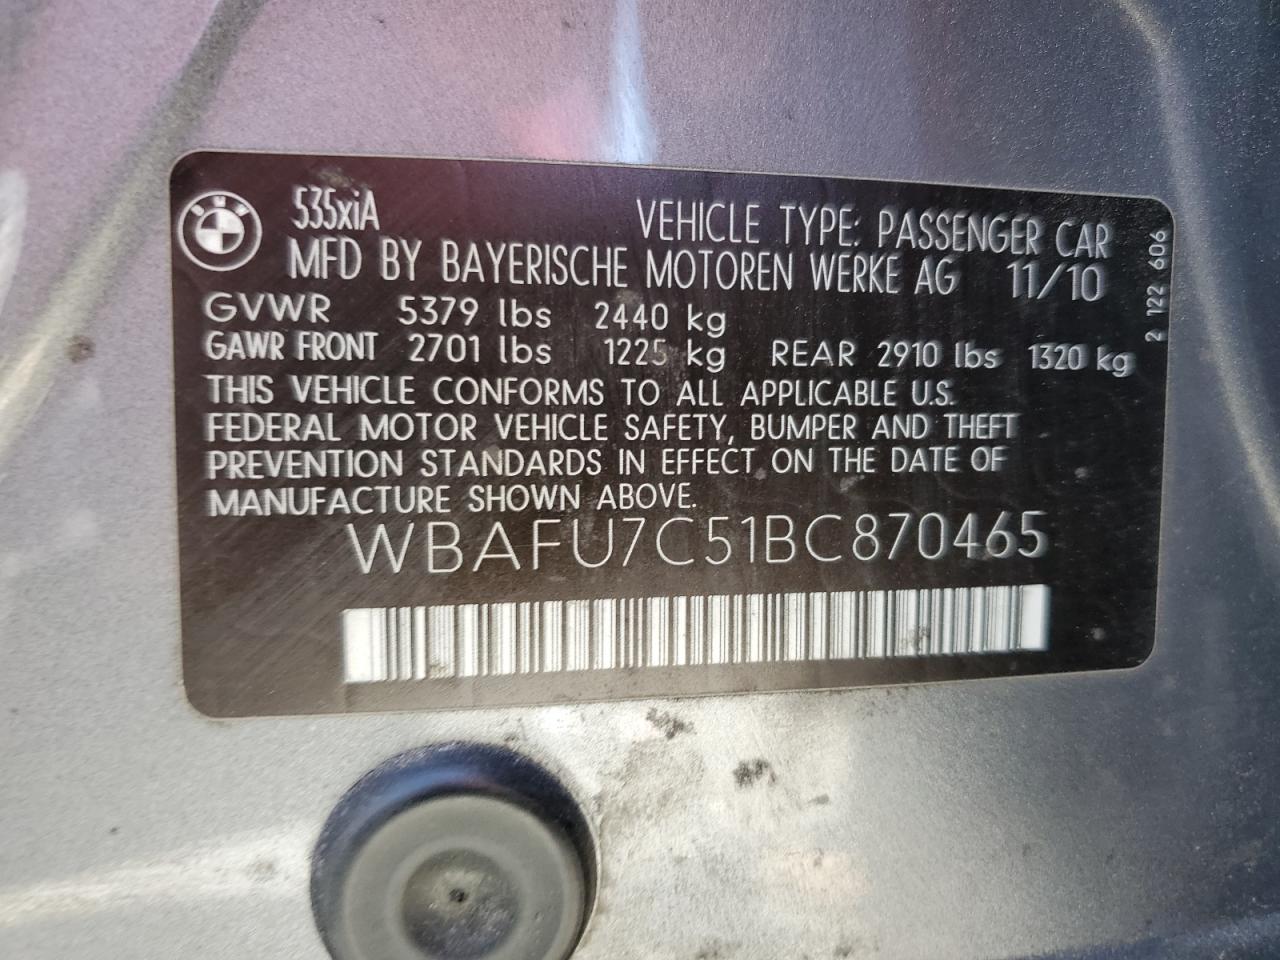 BMW
535xiA VEHICLE TYPE: PASSENGER CAR
MFD BY BAYERISCHE MOTOREN WERKE AG 11/10
GVWR 5379 lbs 2440 kg
GAWR FRONT 2701 lbs 1225 kg REAR 2910 lbs 1320 kg
THIS VEHICLE CONFORMS TO ALL APPLICABLE U.S.
FEDERAL MOTOR VEHICLE SAFETY, BUMPER AND THEFT
PREVENTION STANDARDS IN EFFECT ON THE DATE OF
MANUFACTURE SHOWN ABOVE.
WBAFU7C51BC870465
2 122 606